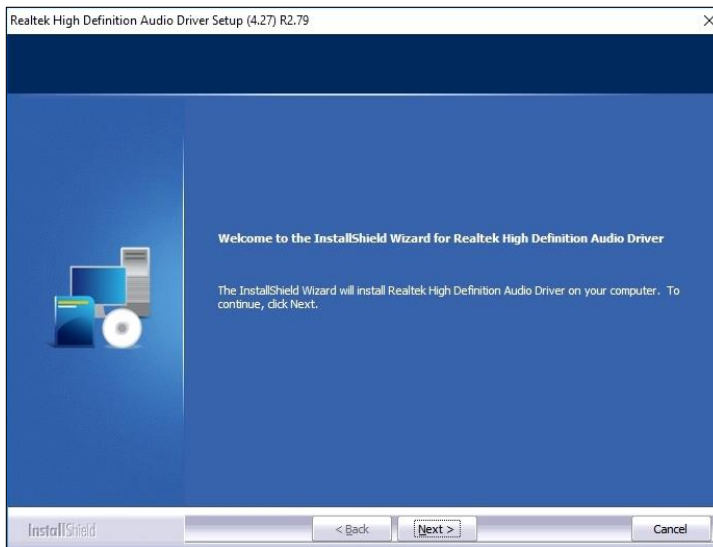 Realtek High Definition Audio Driver Setup (4.27) R2.79
Welcome to the InstallShield Wizard for Realtek High Definition Audio Driver
The InstallShield Wizard will install Realtek High Definition Audio Driver on your computer. To
continue, click Next.
InstallShield
< Back
Next >
Cancel